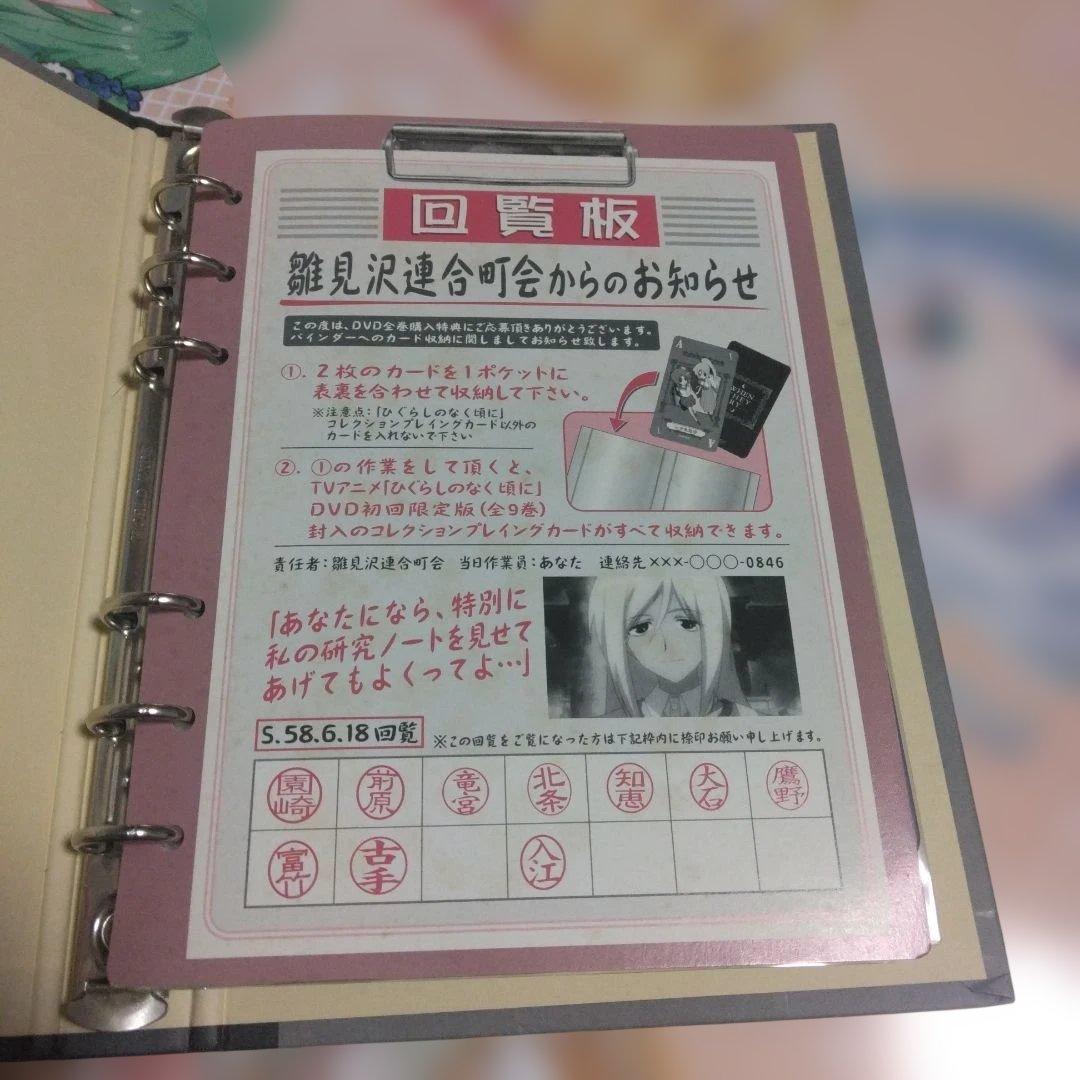 回覧板
雛見沢連合町会からのお知らせ
この度は、DVD全巻購入特典にご応募頂きありがとうございます。
バインダーへのカード収納に関しましてお知らせ致します。
①. 2枚のカードを1ポケットに
表裏を合わせて収納して下さい。
※注意点:「ひぐらしのなく頃に」
コレクションプレイングカード以外の
カードを入れないで下さい
②. ①の作業をして頂くと、
TVアニメ「ひぐらしのなく頃に」
DVD初回限定版(全9巻)
封入のコレクションプレイングカードがすべて収納できます。
責任者:雛見沢連合町会 当日作業員:あなた 連絡先×××-○○○-0846
「あなたになら、特別に
私の研究ノートを見せて
あげてもよくってよ…」
S.58.6.18回覧
※この回覧をご覧になった方は下記枠内に捺印お願い申し上げます。
園崎 前原 竜宮 北条 知恵 大石 鷹野
富竹 古手 入江
A
WHEN
THEY
CRY
A